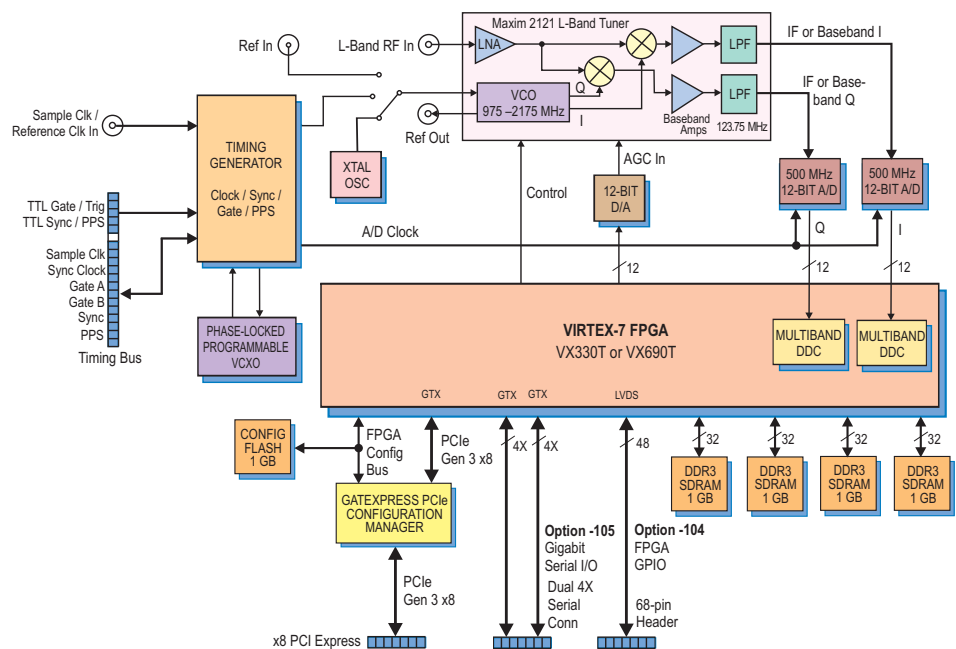 Maxim 2121 L-Band Tuner
Ref In
L-Band RF In
LNA
LPF
IF or Baseband I
IF or Base-
band Q
VCO
975 –2175 MHz
Q
I
Ref Out
Baseband
Amps
LPF
123.75 MHz
Sample Clk /
Reference Clk In
TIMING
GENERATOR
Clock / Sync /
Gate / PPS
XTAL
OSC
AGC In
Control
12-BIT
D/A
500 MHz
12-BIT A/D
500 MHz
12-BIT A/D
TTL Gate / Trig
TTL Sync / PPS
Sample Clk
Sync Clock
Gate A
Gate B
Sync
PPS
Timing Bus
A/D Clock
Q
I
12
12
12
PHASE-LOCKED
PROGRAMMABLE
VCXO
VIRTEX-7 FPGA
VX330T or VX690T
MULTIBAND
DDC
MULTIBAND
DDC
GTX
GTX
GTX
LVDS
CONFIG
FLASH
1 GB
FPGA
Config
Bus
PCIe
Gen 3 x8
4X
4X
48
32
32
32
32
DDR3
SDRAM
1 GB
DDR3
SDRAM
1 GB
DDR3
SDRAM
1 GB
DDR3
SDRAM
1 GB
GATEXPRESS PCIe
CONFIGURATION
MANAGER
Option -105
Gigabit
Serial I/O
Dual 4X
Serial
Conn
Option -104
FPGA
GPIO
68-pin
Header
PCIe
Gen 3 x8
x8 PCI Express